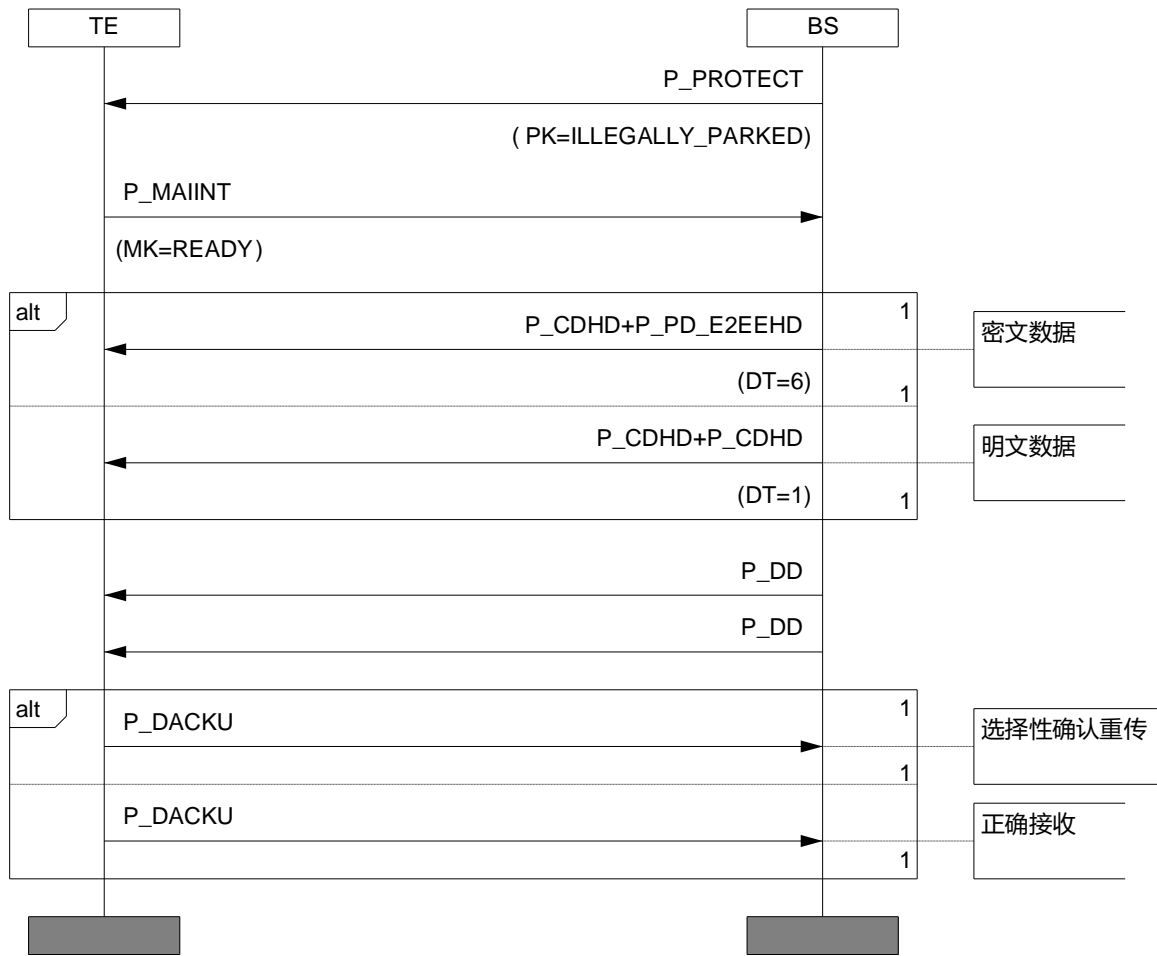 TE
BS
P_PROTECT
( PK=ILLEGALLY_PARKED)
P_MAIINT
(MK=READY)
alt
1
P_CDHD+P_PD_E2EEHD
密文数据
(DT=6)
1
P_CDHD+P_CDHD
明文数据
(DT=1)
1
P_DD
P_DD
alt
1
P_DACKU
选择性确认重传
1
P_DACKU
正确接收
1